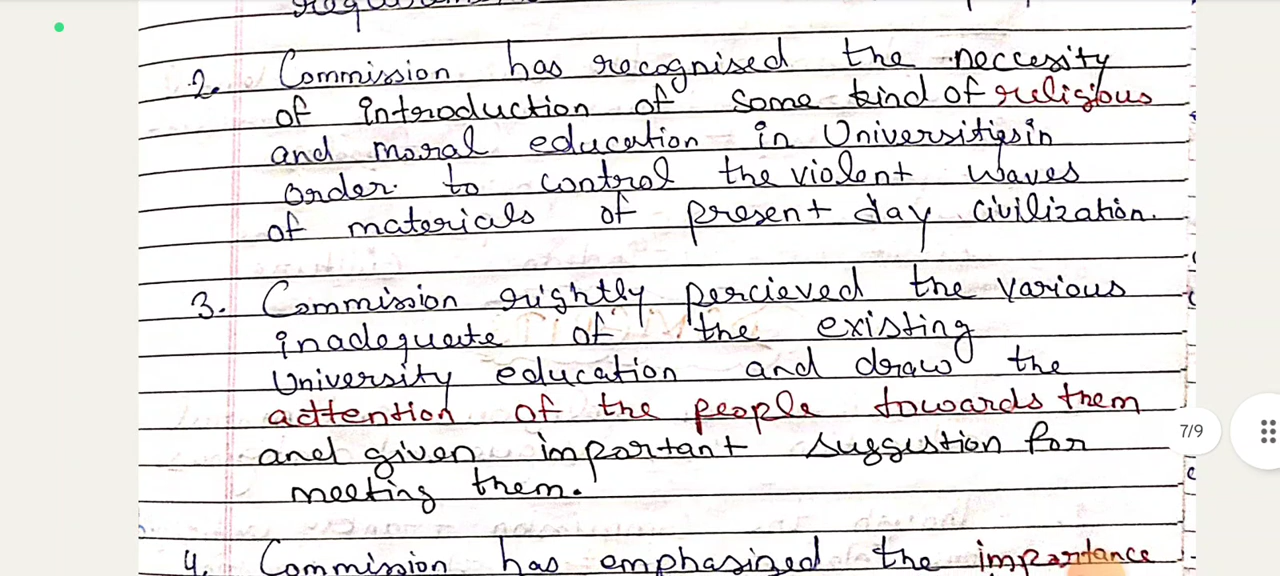 2. Commission has recognised the neccesity
of introduction of some kind of religious
and moral education in Universities in
order to control the violent waves
of materials of present day civilization.
3. Commission rightly percieved the various
inadequate of the existing
University education and draw the
adttention of the people towards them
and given important suggestion for
meeting them.
7/9
4. Commission has emphasized the importance